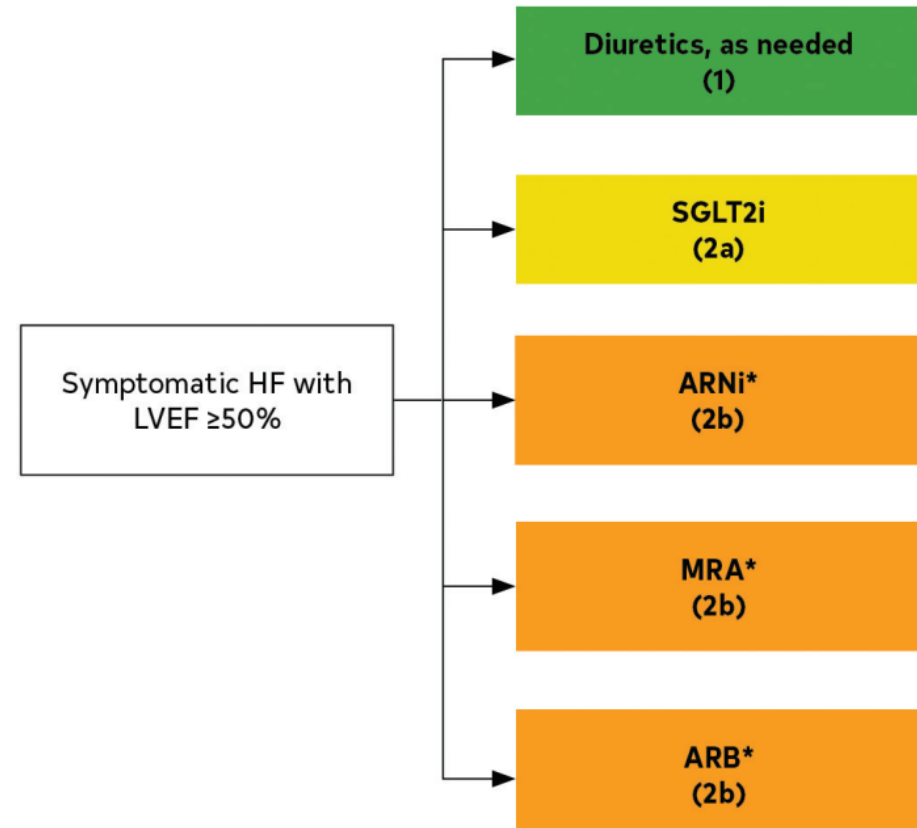 Diuretics, as needed
(1)
SGLT2i
(2a)
Symptomatic HF with
LVEF ≥50%
ARNi*
(2b)
MRA*
(2b)
ARB*
(2b)